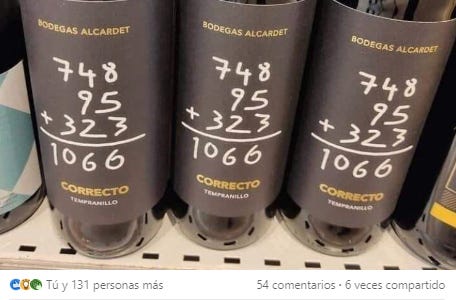 BODEGAS ALCARDET
748
95
+ 323
1066
CORRECTO
TEMPRANILLO
BODEGAS ALCARDET
748
95
+ 323
1066
CORRECTO
TEMPRANILLO
BODEGAS ALCARDET
748
95
+ 323
1066
CORRECTO
TEMPRANILLO
Tú y 131 personas más 54 comentarios • 6 veces compartido